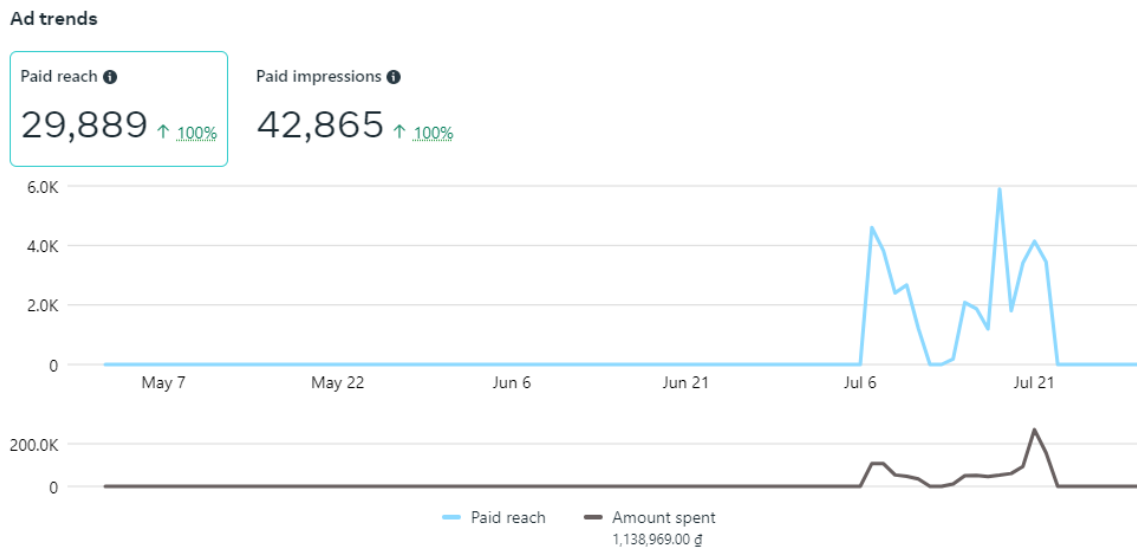 Ad trends
Paid reach
Paid impressions
29,889 ↑ 100%
42,865 ↑ 100%
6.0K
4.0K
2.0K
0
May 7
May 22
Jun 6
Jun 21
Jul 6
Jul 21
200.0K
0
Paid reach
Amount spent
1,138,969.00 ₫